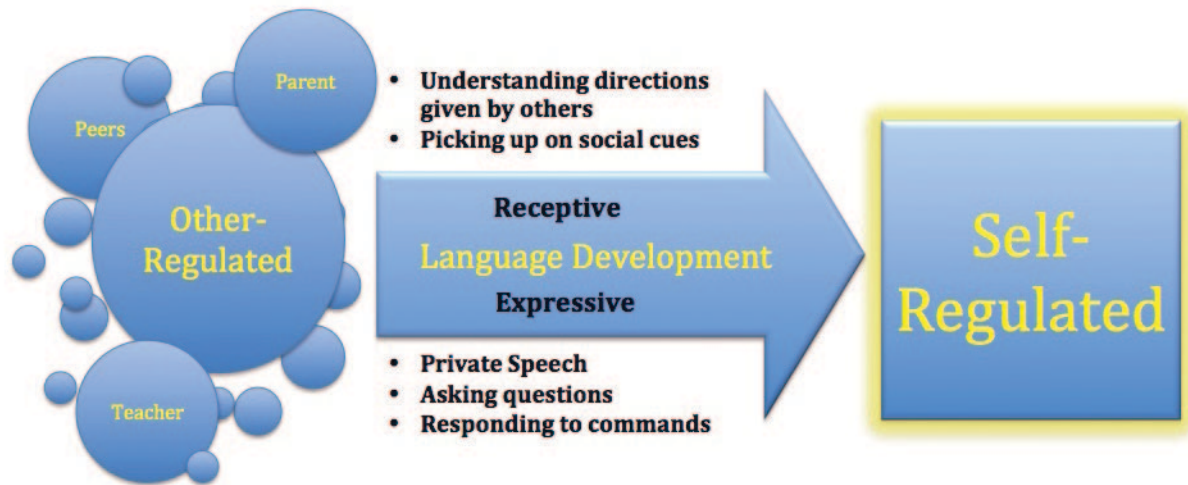 Parent
Peers
Other-
Regulated
Teacher
• Understanding directions
given by others
• Picking up on social cues
Receptive
Language Development
Expressive
• Private Speech
• Asking questions
• Responding to commands
Self-
Regulated